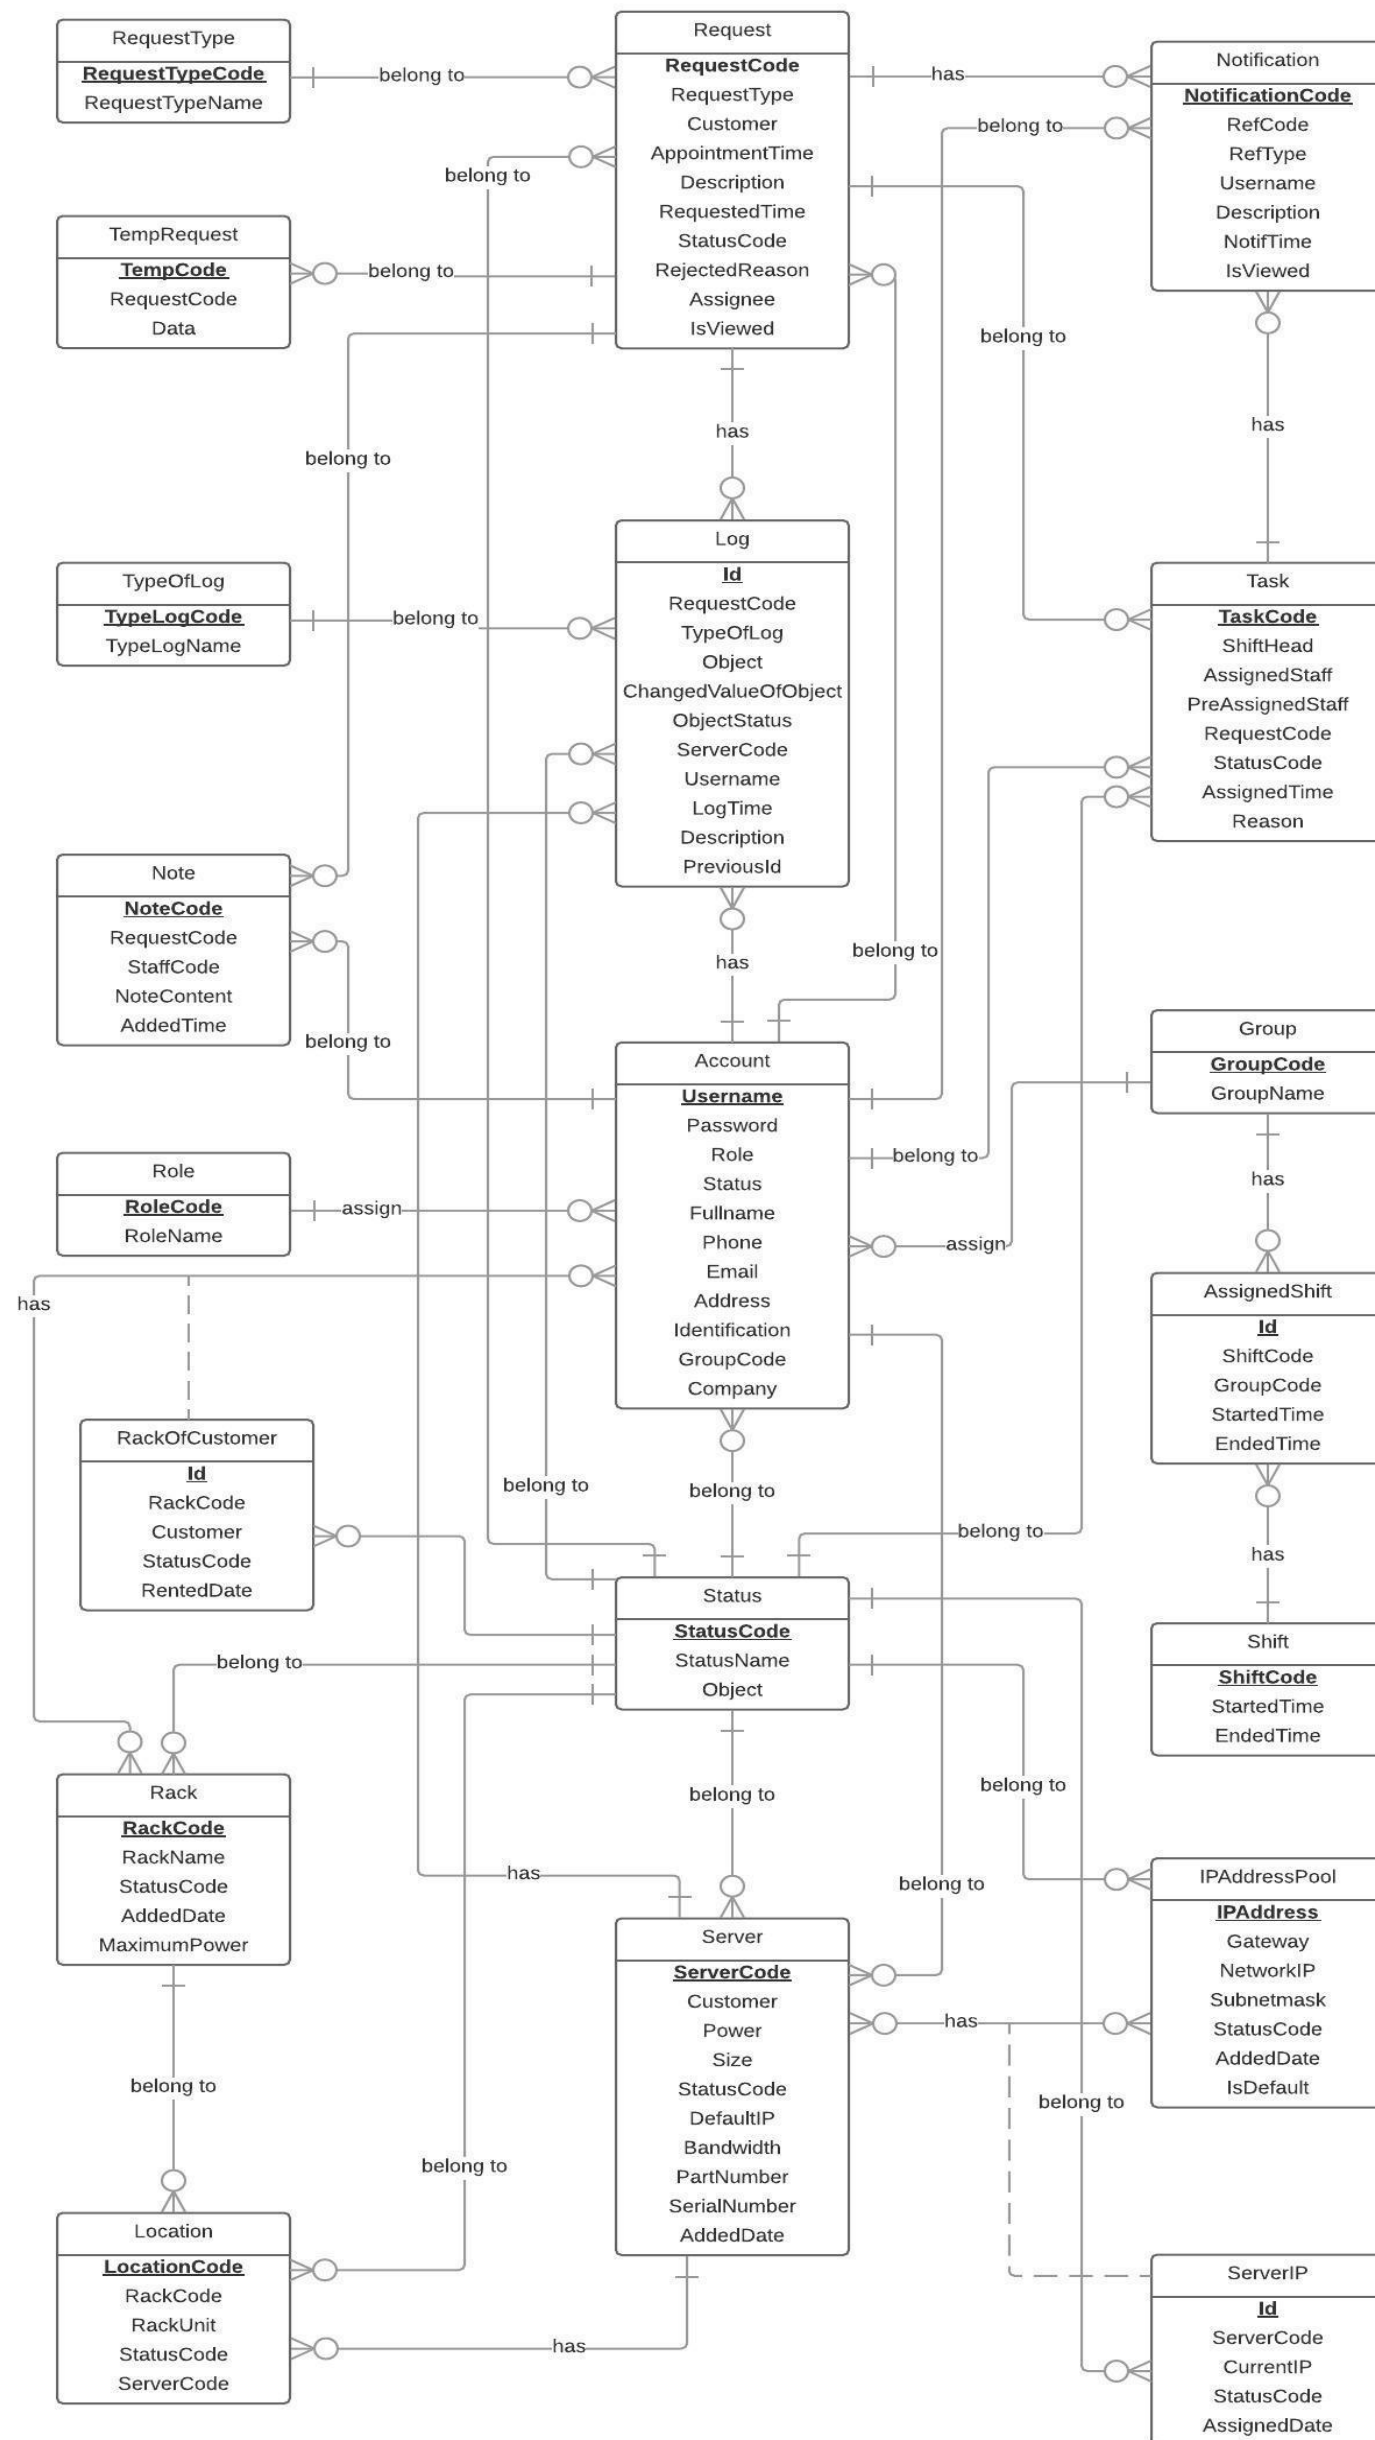 RequestType
RequestTypeCode
RequestTypeName
belong to
Request
RequestCode
RequestType
Customer
AppointmentTime
Description
RequestedTime
StatusCode
RejectedReason
Assignee
IsViewed
has
Notification
NotificationCode
RefCode
RefType
Username
Description
NotifTime
IsViewed
belong to
belong to
TempRequest
TempCode
RequestCode
Data
belong to
belong to
has
has
belong to
TypeOfLog
TypeLogCode
TypeLogName
belong to
Log
Id
RequestCode
TypeOfLog
Object
ChangedValueOfObject
ObjectStatus
ServerCode
Username
LogTime
Description
PreviousId
Task
TaskCode
ShiftHead
AssignedStaff
PreAssignedStaff
RequestCode
StatusCode
AssignedTime
Reason
Note
NoteCode
RequestCode
StaffCode
NoteContent
AddedTime
has
belong to
belong to
Account
Username
Password
Role
Status
Fullname
Phone
Email
Address
Identification
GroupCode
Company
belong to
assign
Group
GroupCode
GroupName
has
Role
RoleCode
RoleName
assign
has
AssignedShift
Id
ShiftCode
GroupCode
StartedTime
EndedTime
RackOfCustomer
Id
RackCode
Customer
StatusCode
RentedDate
belong to
belong to
belong to
has
Status
StatusCode
StatusName
Object
Shift
ShiftCode
StartedTime
EndedTime
belong to
belong to
belong to
Rack
RackCode
RackName
StatusCode
AddedDate
MaximumPower
has
belong to
Server
ServerCode
Customer
Power
Size
StatusCode
DefaultIP
Bandwidth
PartNumber
SerialNumber
AddedDate
has
IPAddressPool
IPAddress
Gateway
NetworkIP
Subnetmask
StatusCode
AddedDate
IsDefault
belong to
belong to
belong to
Location
LocationCode
RackCode
RackUnit
StatusCode
ServerCode
has
ServerIP
Id
ServerCode
CurrentIP
StatusCode
AssignedDate